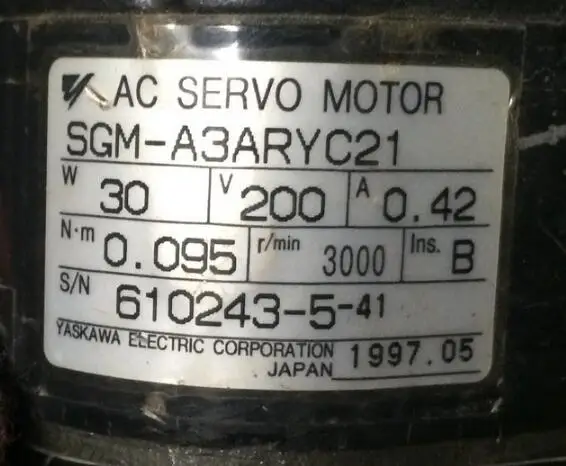 AC SERVO MOTOR
SGM-A3ARYC21
W 30 V 200 A 0.42
N·m 0.095 r/min 3000 Ins. B
S/N 610243-5-41
YASKAWA ELECTRIC CORPORATION 1997.05
JAPAN